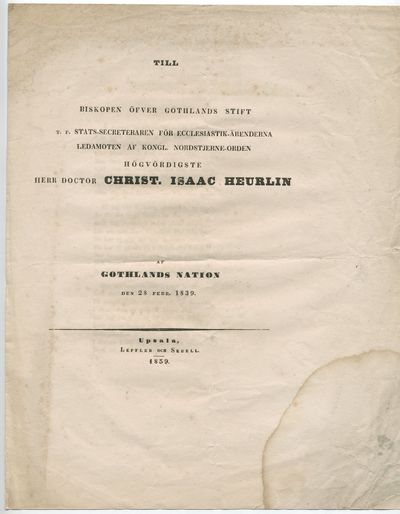 TILL
BISKOPEN ÖFVER GOTHLANDS STIFT
T. F. STATS-SECRETERAREN FÖR ECCLESIASTIK-ÄRENDERNA
LEDAMOTEN AF KONGL. NORDSTJERNE-ORDEN
HÖGVÖRDIGSTE
HERR DOCTOR CHRIST. ISAAC HEURLIN
AF
GOTHLANDS NATION
DEN 28 FEBR. 1839.
Upsala,
LEFFLER OCH SEBELL.
1839.